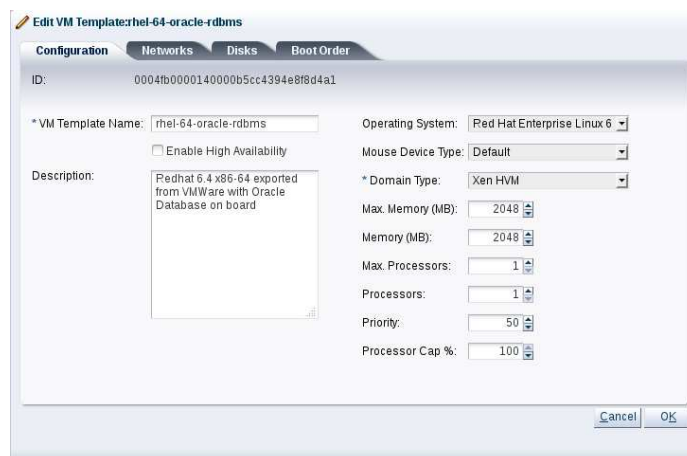 Edit VM Template:rhel-64-oracle-rdbms
Configuration Networks Disks Boot Order
ID: 0004fb0000140000b5cc4394e8f8d4a1
* VM Template Name: rhel-64-oracle-rdbms
Enable High Availability
Description: Redhat 6.4 x86-64 exported
from VMWare with Oracle
Database on board
Operating System: Red Hat Enterprise Linux 6
Mouse Device Type: Default
* Domain Type: Xen HVM
Max. Memory (MB): 2048
Memory (MB): 2048
Max. Processors: 1
Processors: 1
Priority: 50
Processor Cap %: 100
Cancel OK